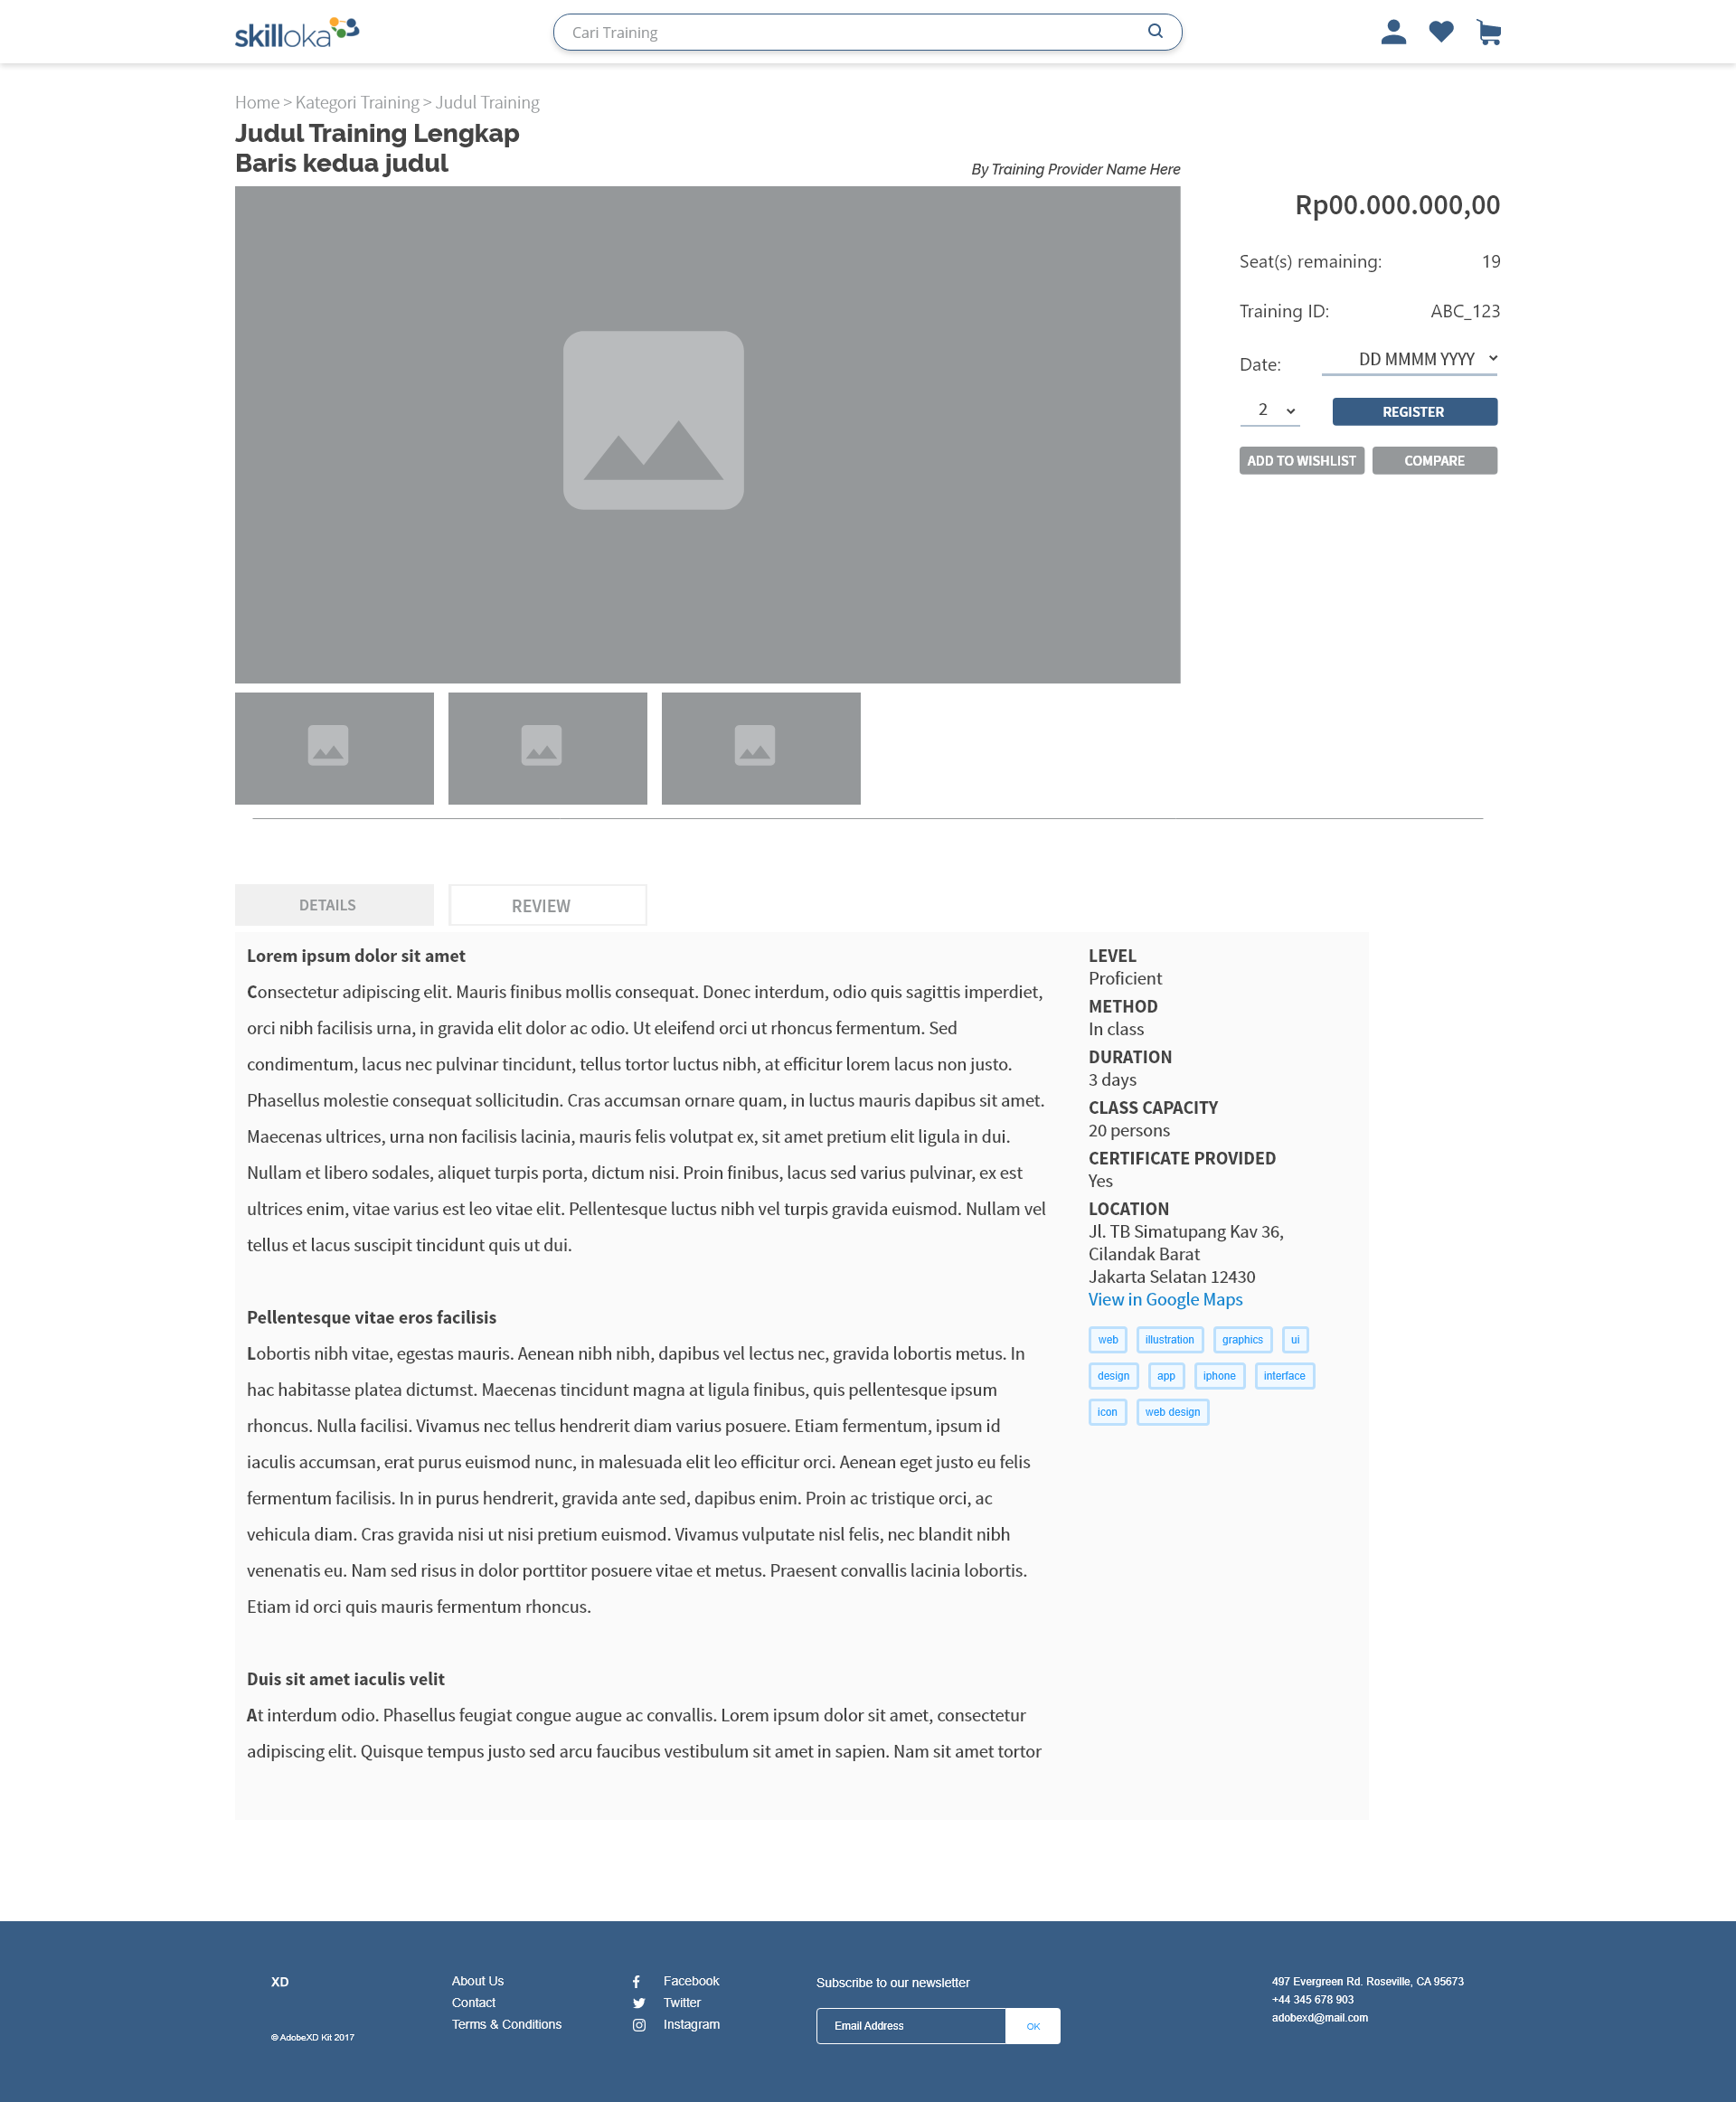 skilloka
Cari Training
Home > Kategori Training > Judul Training
Judul Training Lengkap
Baris kedua judul
By Training Provider Name Here
Rp00.000.000,00
Seat(s) remaining: 19
Training ID: ABC_123
Date: DD MMMM YYYY
2 REGISTER
ADD TO WISHLIST COMPARE
DETAILS REVIEW
Lorem ipsum dolor sit amet
Consectetur adipiscing elit. Mauris finibus mollis consequat. Donec interdum, odio quis sagittis imperdiet,
orci nibh facilisis urna, in gravida elit dolor ac odio. Ut eleifend orci ut rhoncus fermentum. Sed
condimentum, lacus nec pulvinar tincidunt, tellus tortor luctus nibh, at efficitur lorem lacus non justo.
Phasellus molestie consequat sollicitudin. Cras accumsan ornare quam, in luctus mauris dapibus sit amet.
Maecenas ultrices, urna non facilisis lacinia, mauris felis volutpat ex, sit amet pretium elit ligula in dui.
Nullam et libero sodales, aliquet turpis porta, dictum nisi. Proin finibus, lacus sed varius pulvinar, ex est
ultrices enim, vitae varius est leo vitae elit. Pellentesque luctus nibh vel turpis gravida euismod. Nullam vel
tellus et lacus suscipit tincidunt quis ut dui.
Pellentesque vitae eros facilisis
Lobortis nibh vitae, egestas mauris. Aenean nibh nibh, dapibus vel lectus nec, gravida lobortis metus. In
hac habitasse platea dictumst. Maecenas tincidunt magna at ligula finibus, quis pellentesque ipsum
rhoncus. Nulla facilisi. Vivamus nec tellus hendrerit diam varius posuere. Etiam fermentum, ipsum id
iaculis accumsan, erat purus euismod nunc, in malesuada elit leo efficitur orci. Aenean eget justo eu felis
fermentum facilisis. In in purus hendrerit, gravida ante sed, dapibus enim. Proin ac tristique orci, ac
vehicula diam. Cras gravida nisi ut nisi pretium euismod. Vivamus vulputate nisl felis, nec blandit nibh
venenatis eu. Nam sed risus in dolor porttitor posuere vitae et metus. Praesent convallis lacinia lobortis.
Etiam id orci quis mauris fermentum rhoncus.
Duis sit amet iaculis velit
At interdum odio. Phasellus feugiat congue augue ac convallis. Lorem ipsum dolor sit amet, consectetur
adipiscing elit. Quisque tempus justo sed arcu faucibus vestibulum sit amet in sapien. Nam sit amet tortor
LEVEL
Proficient
METHOD
In class
DURATION
3 days
CLASS CAPACITY
20 persons
CERTIFICATE PROVIDED
Yes
LOCATION
Jl. TB Simatupang Kav 36,
Cilandak Barat
Jakarta Selatan 12430
View in Google Maps
web illustration graphics ui
design app iphone interface
icon web design
XD
© AdobeXD Kit 2017
About Us
Contact
Terms & Conditions
Facebook
Twitter
Instagram
Subscribe to our newsletter
Email Address OK
497 Evergreen Rd. Roseville, CA 95673
+44 345 678 903
adobexd@mail.com